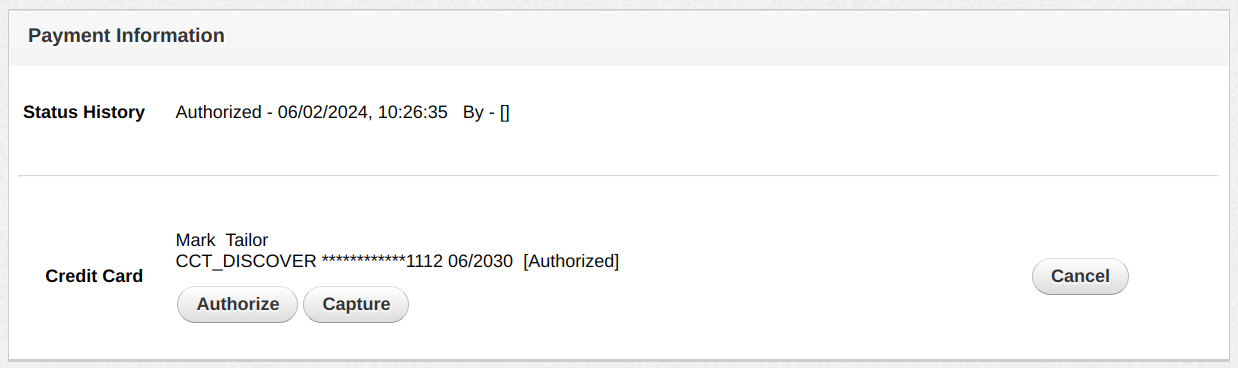 Payment Information
Status History Authorized - 06/02/2024, 10:26:35 By - []
Mark Tailor
CCT_DISCOVER ************1112 06/2030 [Authorized]
Credit Card
Cancel
Authorize Capture